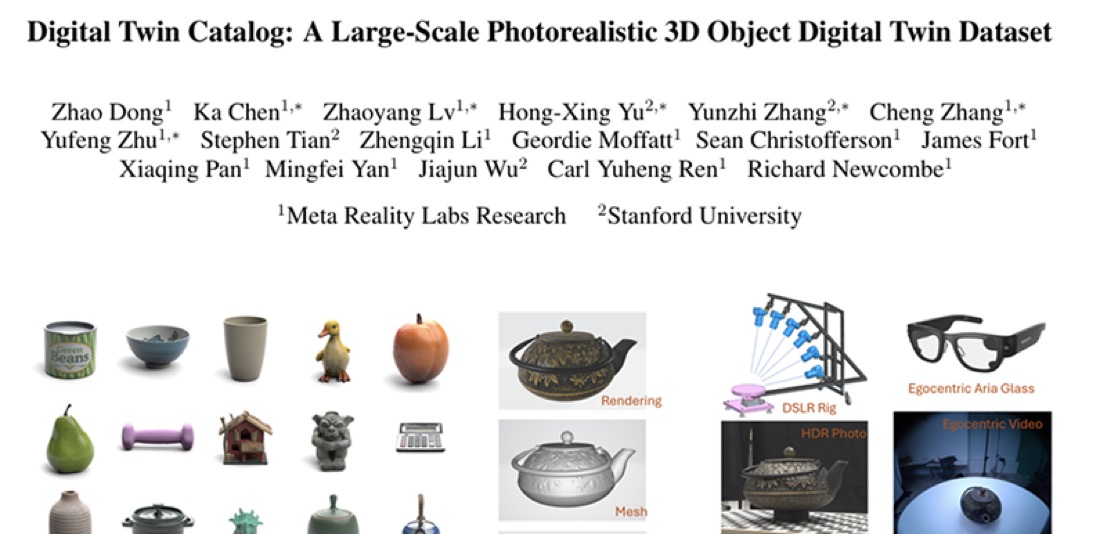 Digital Twin Catalog: A Large-Scale Photorealistic 3D Object Digital Twin Dataset
Zhao Dong¹ Ka Chen¹,* Zhaoyang Lv¹,* Hong-Xing Yu²,* Yunzhi Zhang²,* Cheng Zhang¹,*
Yufeng Zhu¹,* Stephen Tian² Zhengqin Li¹ Geordie Moffatt¹ Sean Christofferson¹ James Fort¹
Xiaqing Pan¹ Mingfei Yan¹ Jiajun Wu² Carl Yuheng Ren¹ Richard Newcombe¹
¹Meta Reality Labs Research ²Stanford University
Green
Beans
Rendering
Mesh
DSLR Rig
HDR Photo
Egocentric Aria Glass
Egocentric Video